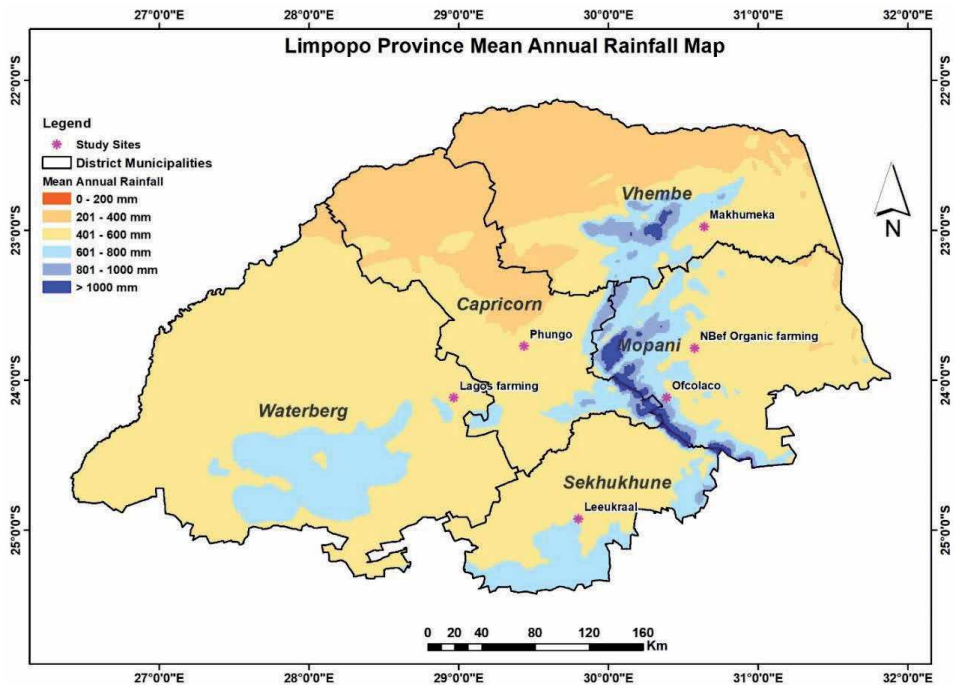 27°0'0"E 28°0'0"E 29°0'0"E 30°0'0"E 31°0'0"E 32°0'0"E
Limpopo Province Mean Annual Rainfall Map
22°0'0"S
22°0'0"S
Legend
Study Sites
District Municipalities
Mean Annual Rainfall
0 - 200 mm
201 - 400 mm
401 - 600 mm
601 - 800 mm
801 - 1000 mm
> 1000 mm
N
Vhembe
Makhumeka
23°0'0"S
23°0'0"S
Capricorn
Phungo
Mopani
NBef Organic farming
24°0'0"S
24°0'0"S
Lagos farming
Ofcolaco
Waterberg
Sekhukhune
Leeukraal
25°0'0"S
25°0'0"S
0 10 20 40 80 120 160
Km
27°0'0"E 28°0'0"E 29°0'0"E 30°0'0"E 31°0'0"E 32°0'0"E